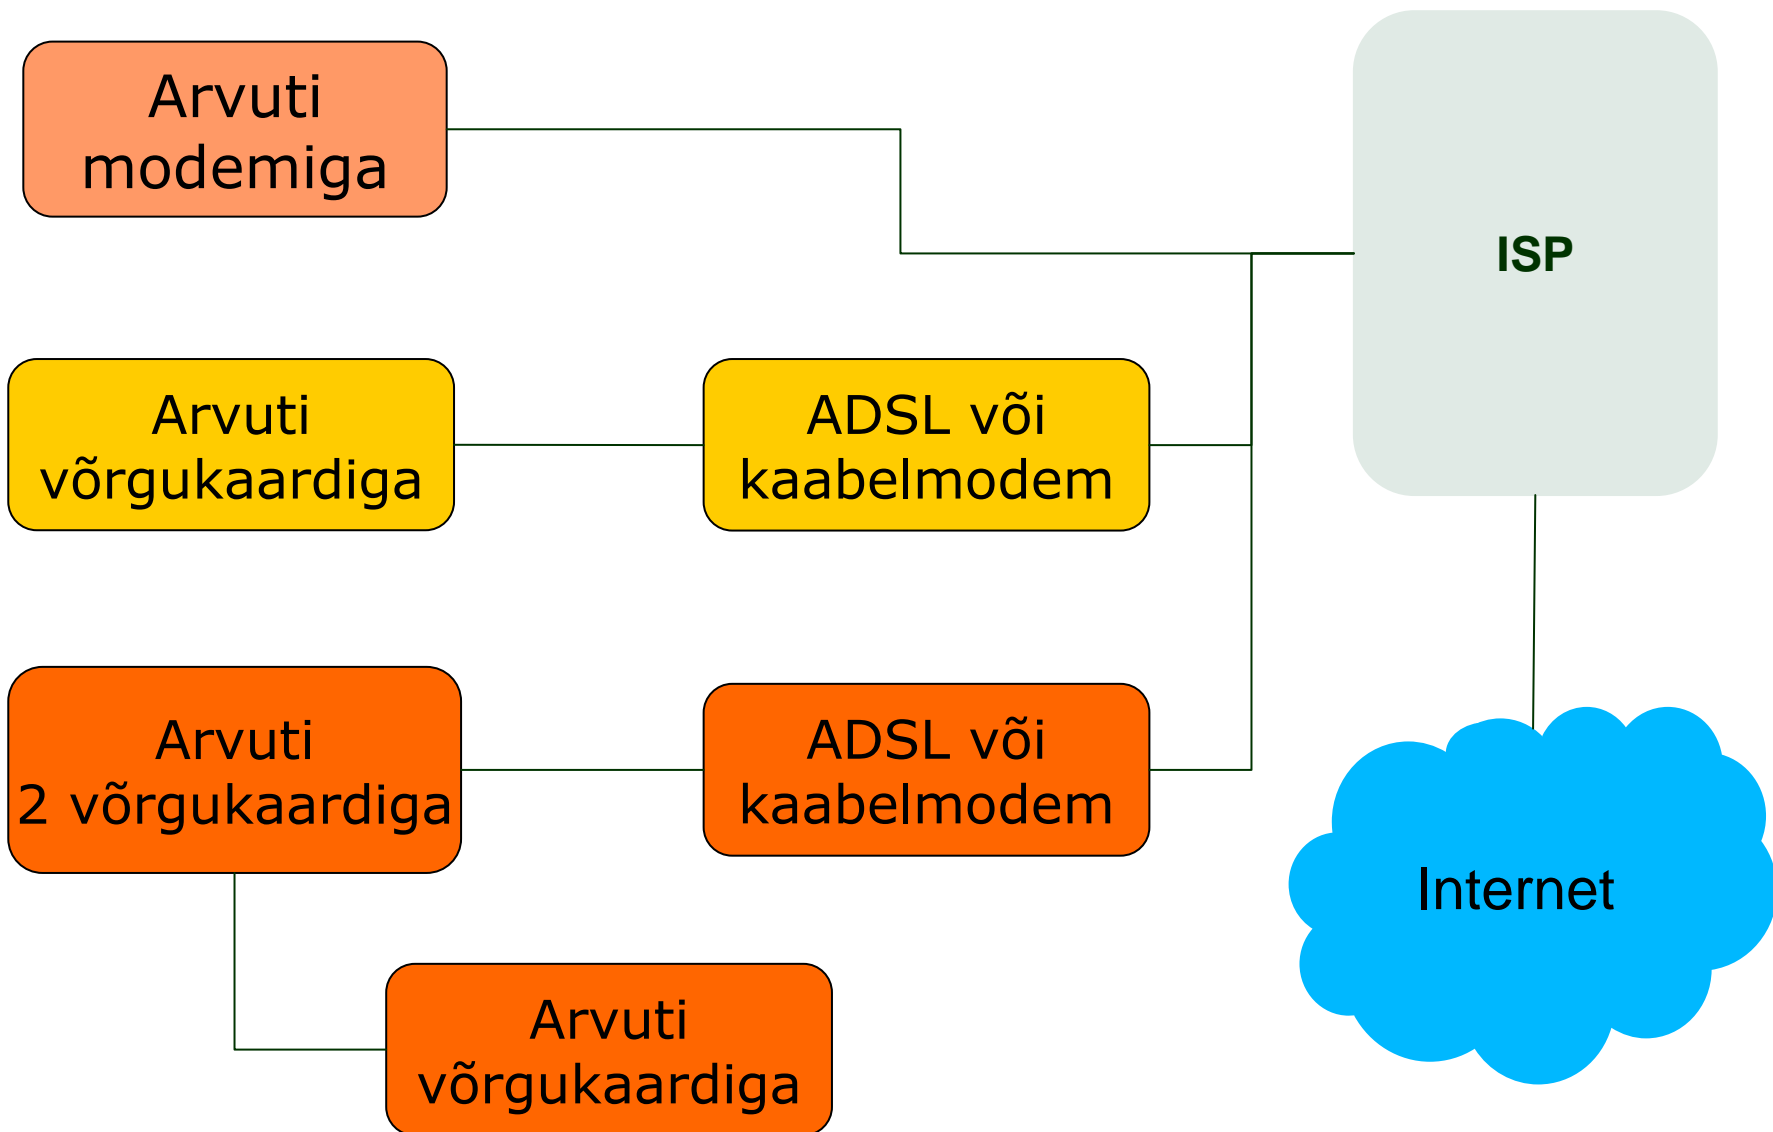 Arvuti
modemiga
ISP
Arvuti
võrgukaardiga
ADSL või
kaabelmodem
Arvuti
2 võrgukaardiga
ADSL või
kaabelmodem
Internet
Arvuti
võrgukaardiga